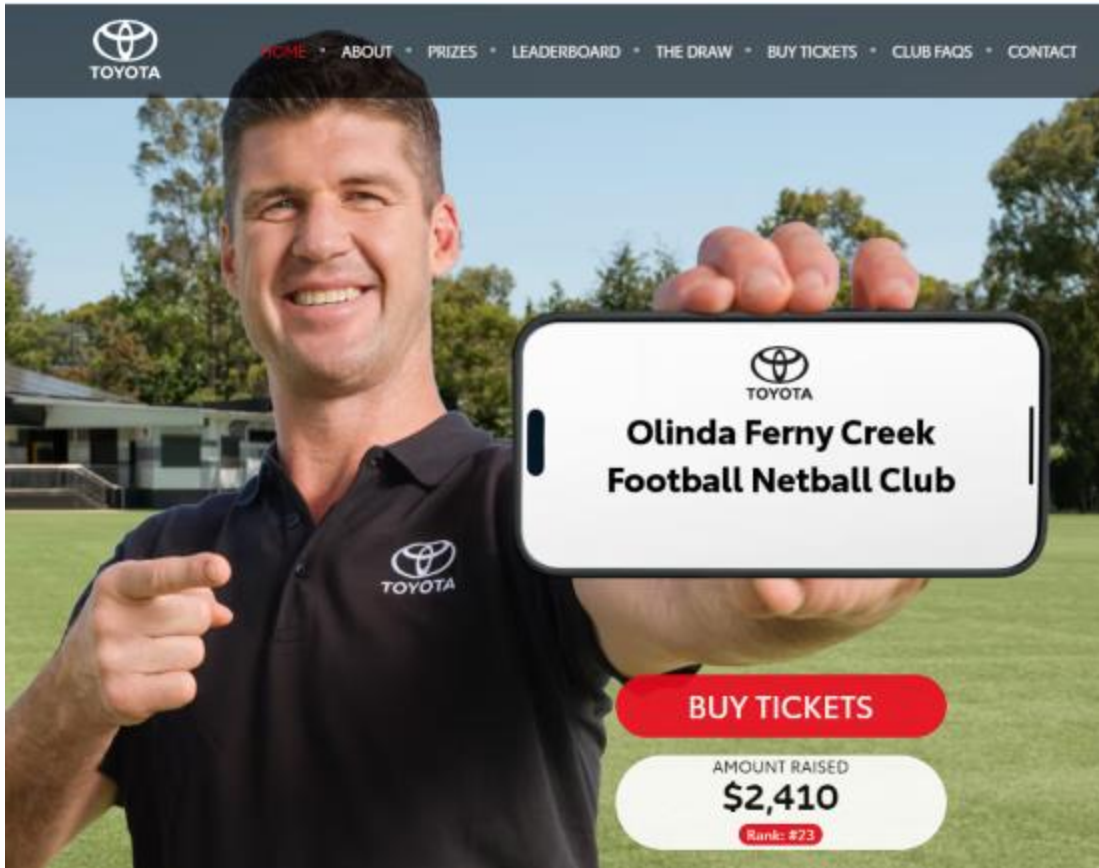 TOYOTA
HOME • ABOUT • PRIZES • LEADERBOARD • THE DRAW • BUY TICKETS • CLUB FAQS • CONTACT
TOYOTA
Olinda Ferny Creek
Football Netball Club
TOYOTA
BUY TICKETS
AMOUNT RAISED
$2,410
Rank: #23